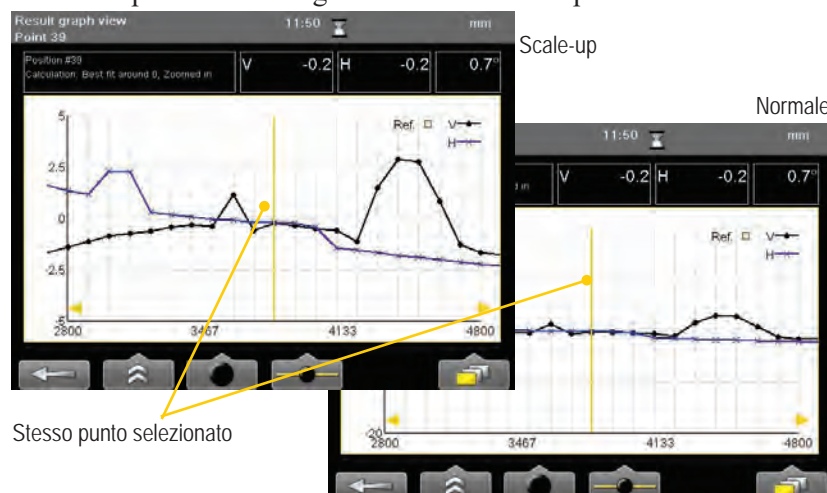 Result graph view 11:50 mm
Point 39
Position #39
Calculation: Best fit around 0, Zoomed in
V -0.2 H -0.2 0.7°
Scale-up
5
2.5
0
-2.5
-5
Ref. V
H
2800 3467 4133 4800
Normale
11:50 mm
d in
V -0.2 H -0.2 0.7°
Ref. V
H
-20
2800 3467 4133 4800
Stesso punto selezionato